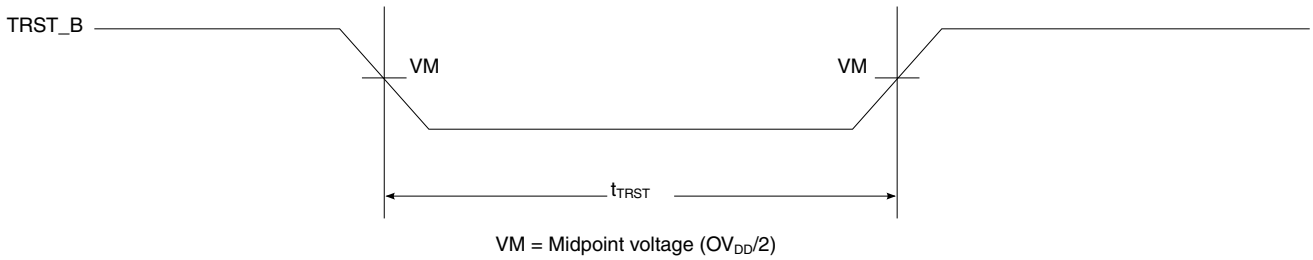 TRST_B
VM
VM
tTRST
VM = Midpoint voltage (OVDD/2)